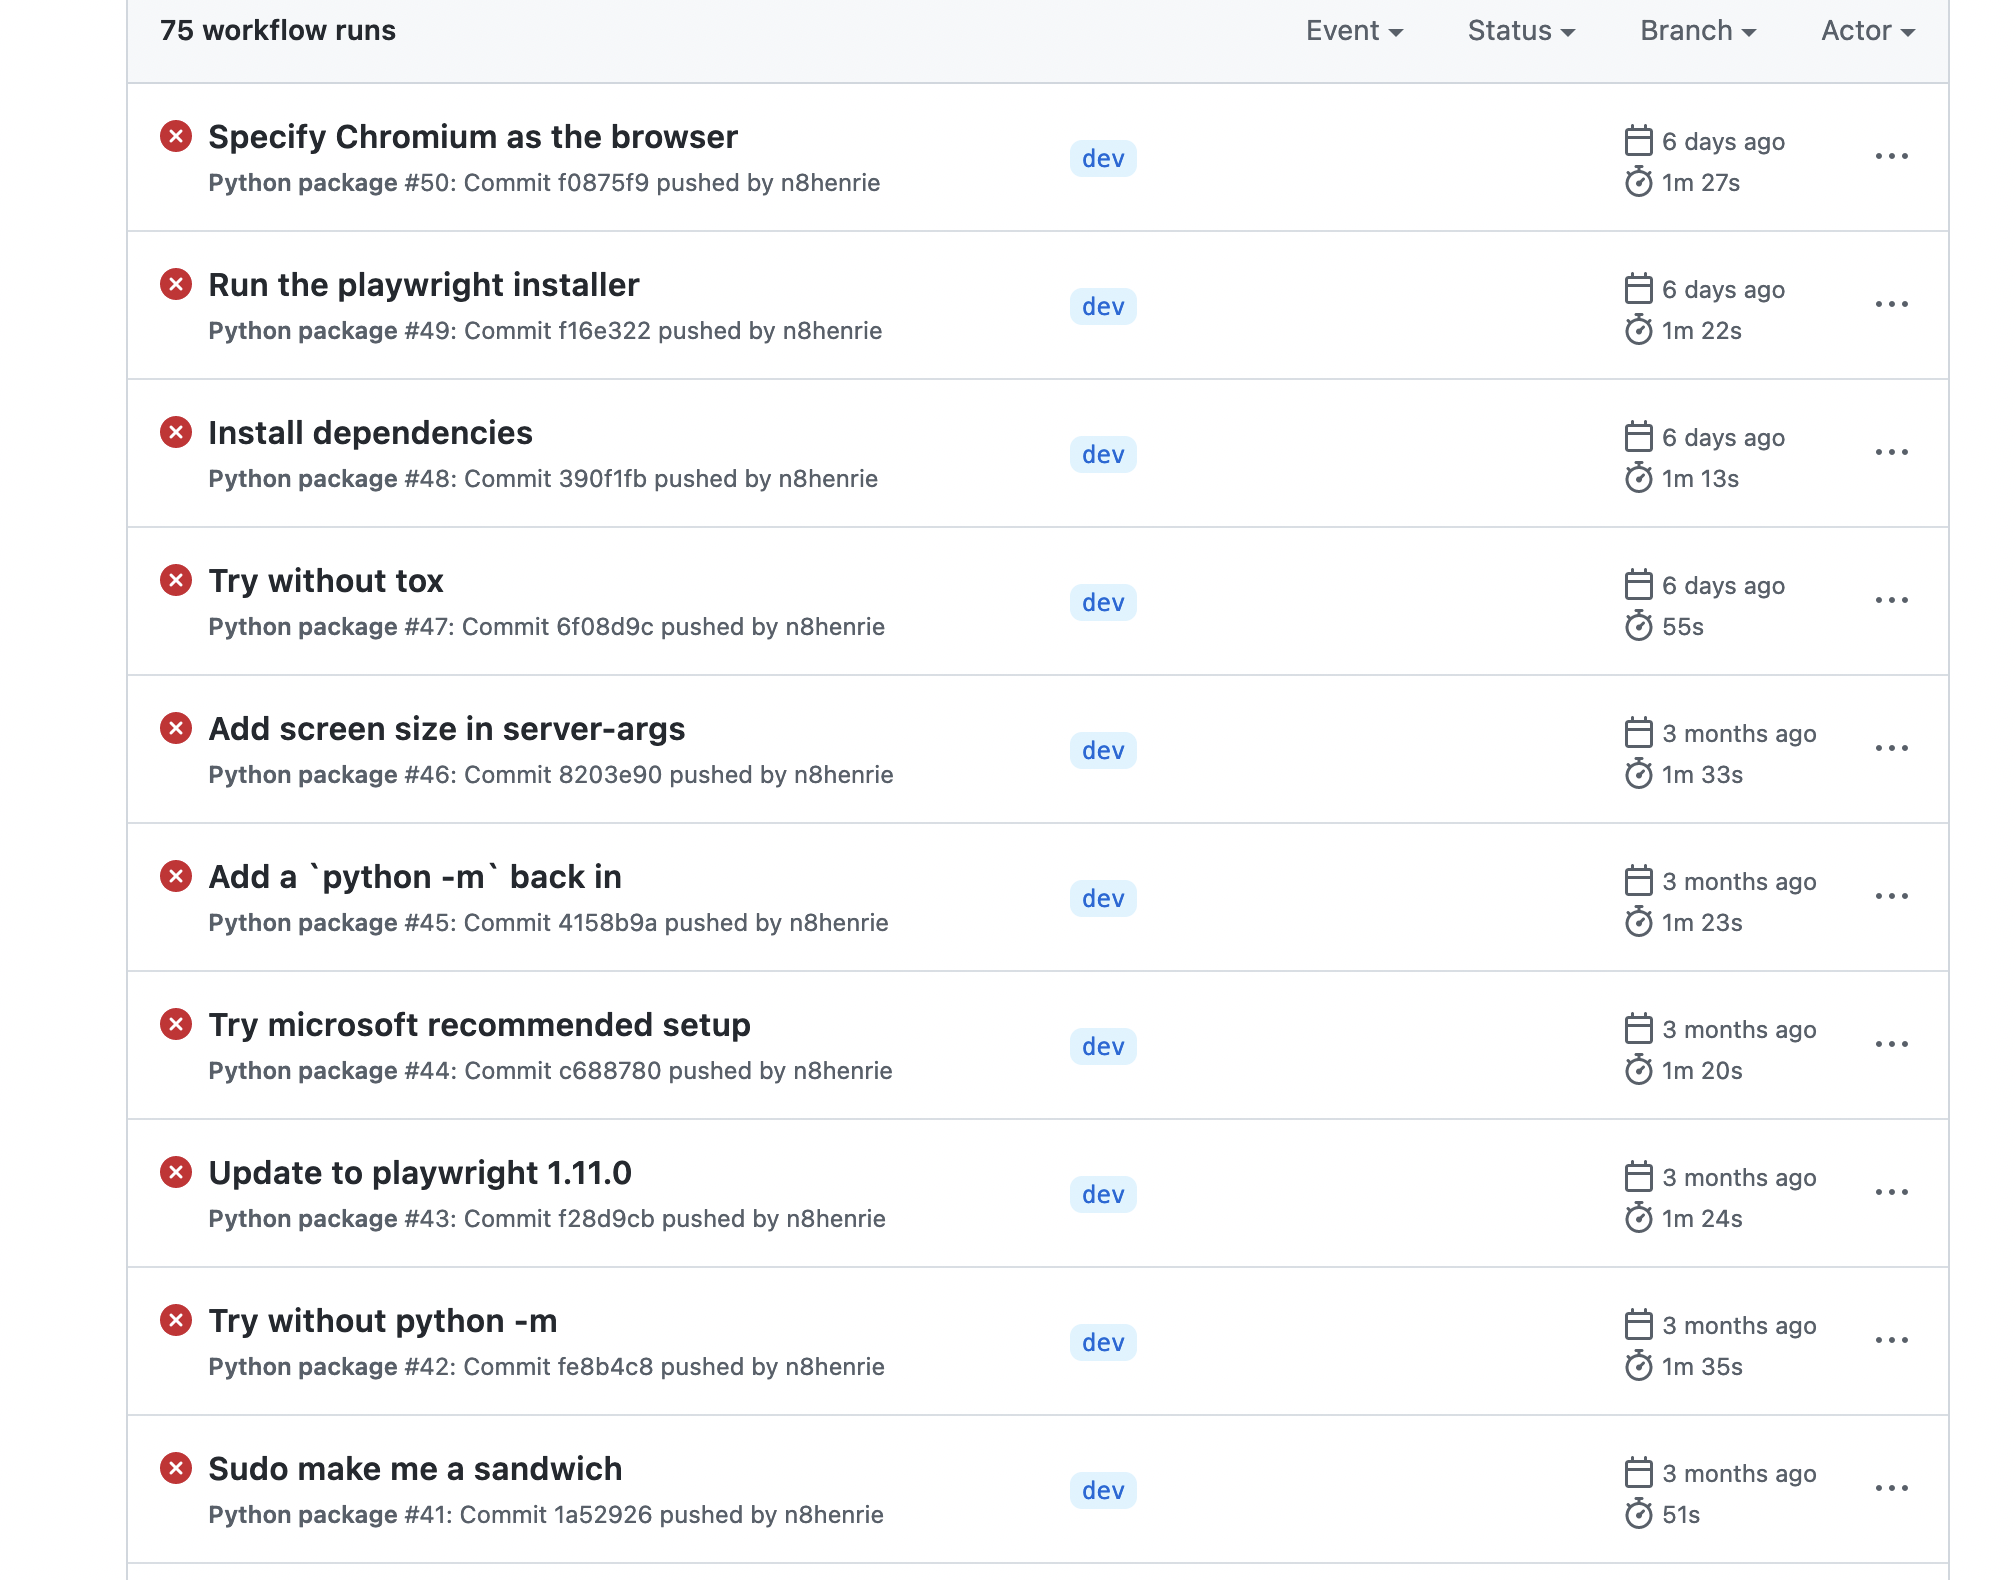 75 workflow runs Event Status Branch Actor
Specify Chromium as the browser
Python package #50: Commit f0875f9 pushed by n8henrie
dev
6 days ago
1m 27s
Run the playwright installer
Python package #49: Commit f16e322 pushed by n8henrie
dev
6 days ago
1m 22s
Install dependencies
Python package #48: Commit 390f1fb pushed by n8henrie
dev
6 days ago
1m 13s
Try without tox
Python package #47: Commit 6f08d9c pushed by n8henrie
dev
6 days ago
55s
Add screen size in server-args
Python package #46: Commit 8203e90 pushed by n8henrie
dev
3 months ago
1m 33s
Add a `python -m` back in
Python package #45: Commit 4158b9a pushed by n8henrie
dev
3 months ago
1m 23s
Try microsoft recommended setup
Python package #44: Commit c688780 pushed by n8henrie
dev
3 months ago
1m 20s
Update to playwright 1.11.0
Python package #43: Commit f28d9cb pushed by n8henrie
dev
3 months ago
1m 24s
Try without python -m
Python package #42: Commit fe8b4c8 pushed by n8henrie
dev
3 months ago
1m 35s
Sudo make me a sandwich
Python package #41: Commit 1a52926 pushed by n8henrie
dev
3 months ago
51s